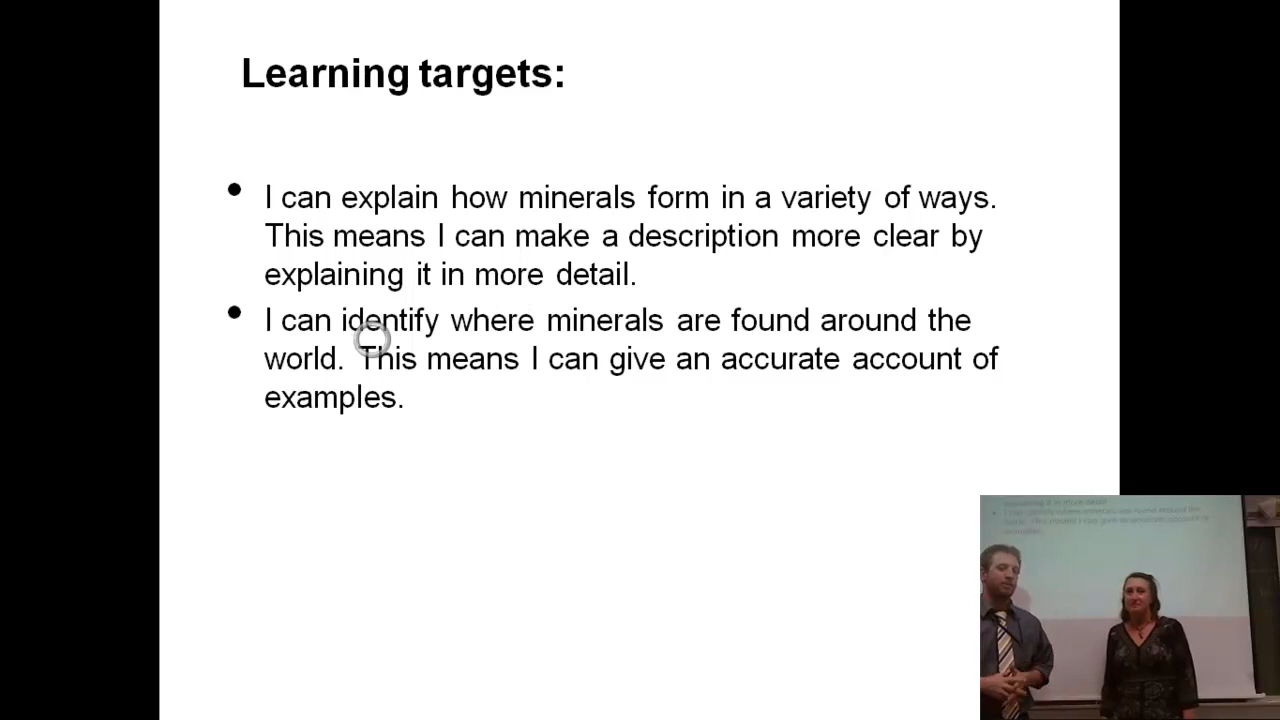 Learning targets:
• I can explain how minerals form in a variety of ways.
This means I can make a description more clear by
explaining it in more detail.
• I can identify where minerals are found around the
world. This means I can give an accurate account of
examples.